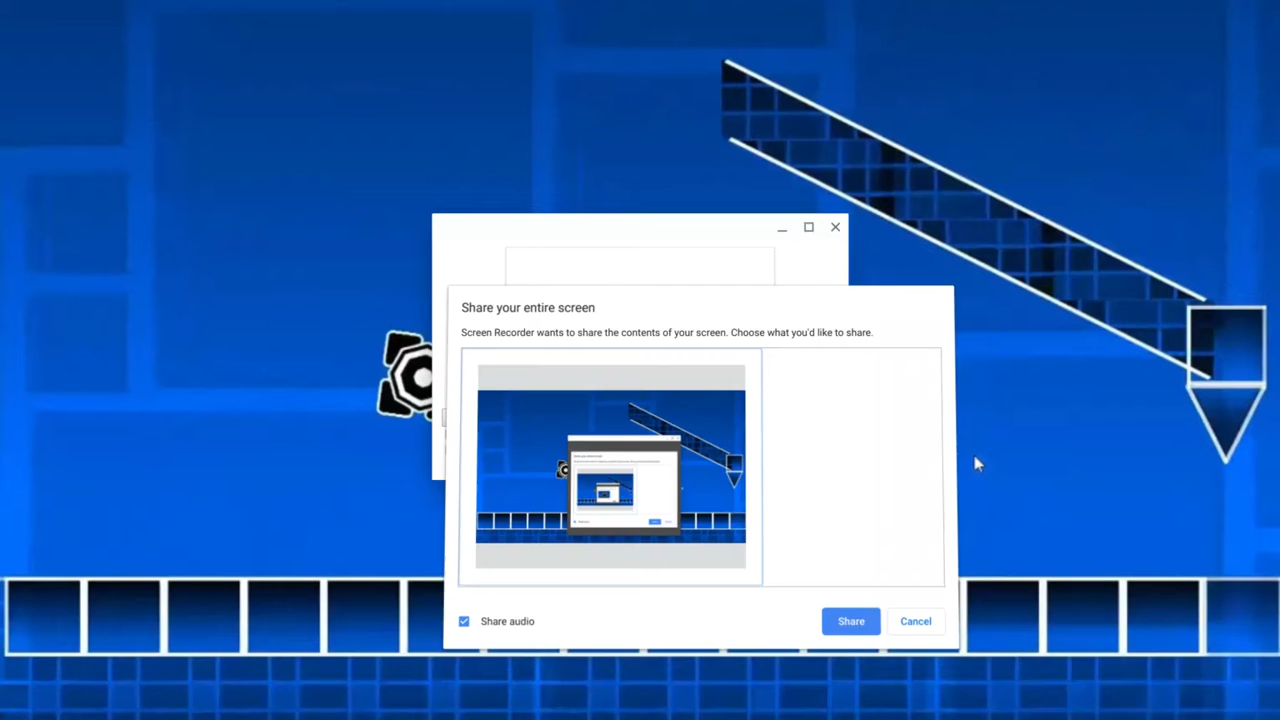 Share your entire screen
Screen Recorder wants to share the contents of your screen. Choose what you'd like to share.
Share audio
Share
Cancel